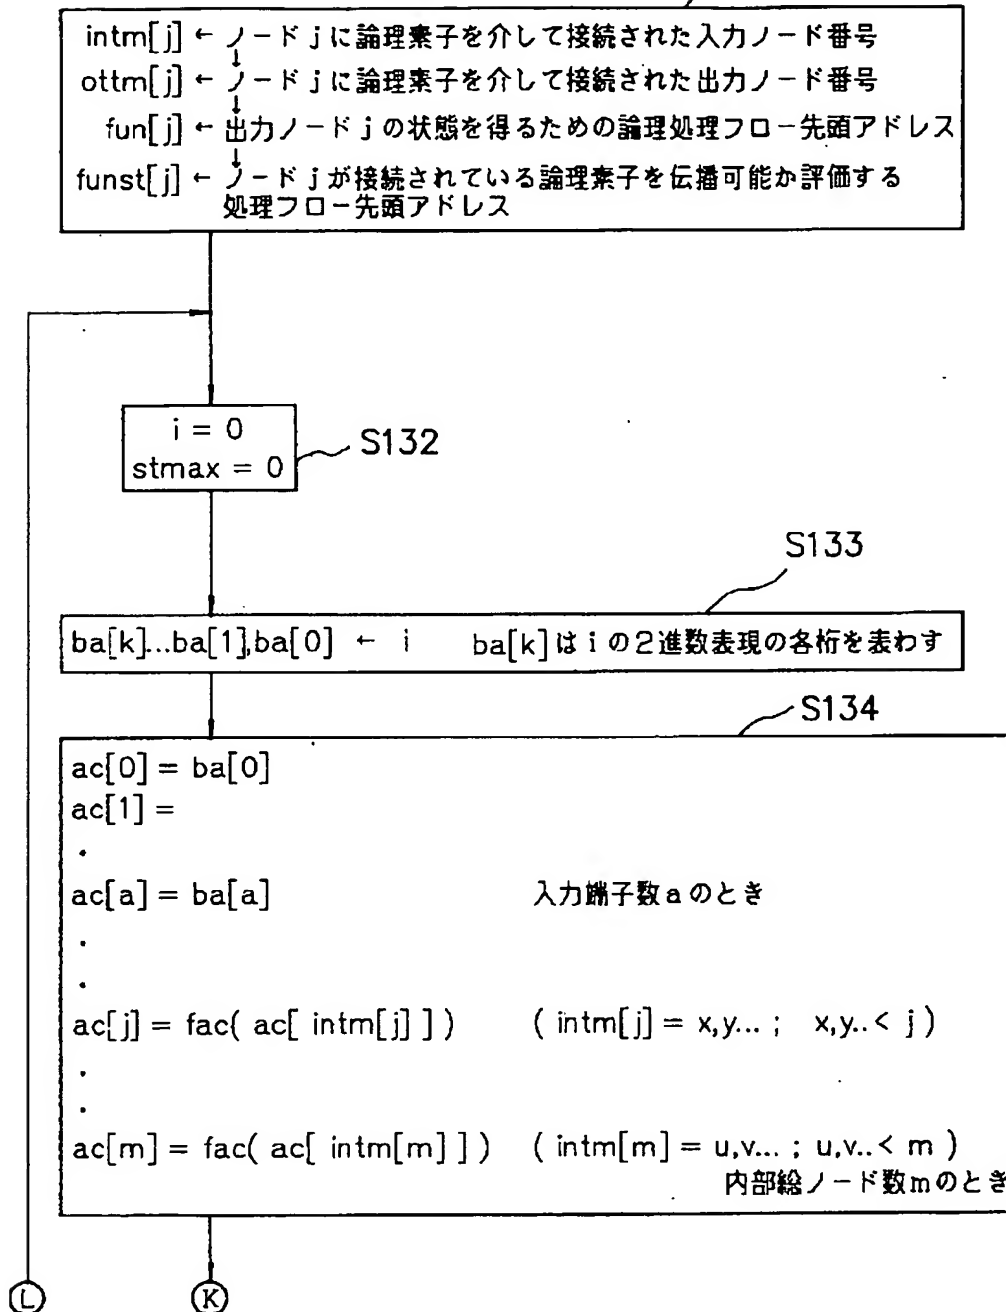 intm[j] ← ノードjに論理素子を介して接続された入力ノード番号
ottm[j] ← ノードjに論理素子を介して接続された出力ノード番号
fun[j] ← 出力ノードjの状態を得るための論理処理フロー先頭アドレス
funst[j] ← ノードjが接続されている論理素子を伝播可能か評価する
処理フロー先頭アドレス
i = 0
stmax = 0
S132
S133
ba[k]...ba[1],ba[0] ← i ba[k]はiの2進数表現の各桁を表わす
S134
ac[0] = ba[0]
ac[1] =
.
ac[a] = ba[a] 入力端子数aのとき
.
.
ac[j] = fac( ac[ intm[j] ] ) ( intm[j] = x,y... ; x,y..< j )
.
.
ac[m] = fac( ac[ intm[m] ] ) ( intm[m] = u,v... ; u,v..< m )
内部総ノード数mのとき
L K